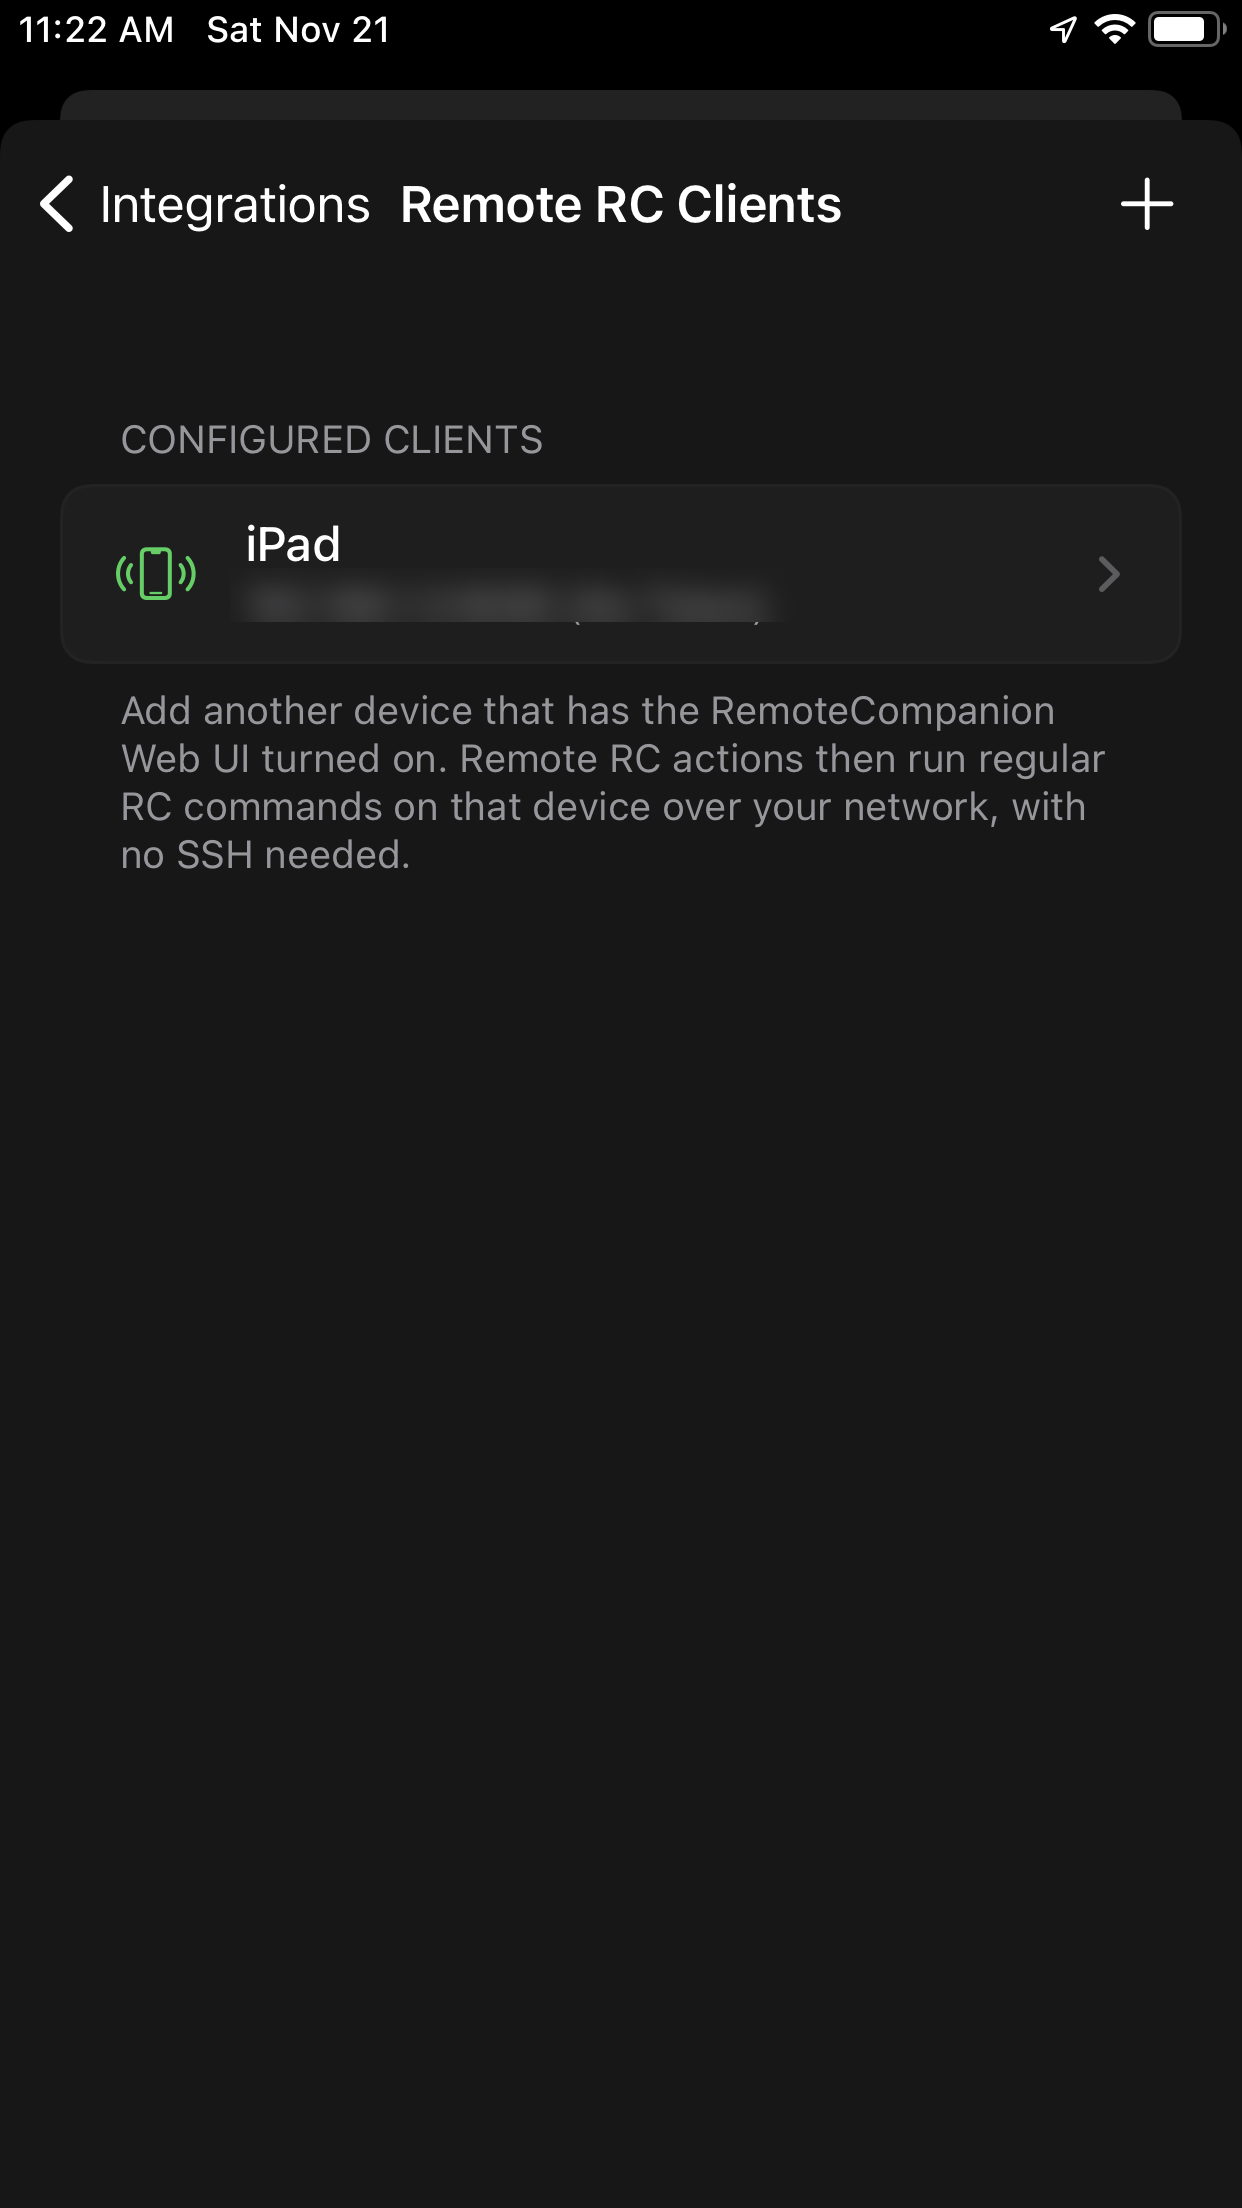 11:22 AM Sat Nov 21
Integrations Remote RC Clients
CONFIGURED CLIENTS
iPad
Add another device that has the RemoteCompanion
Web UI turned on. Remote RC actions then run regular
RC commands on that device over your network, with
no SSH needed.